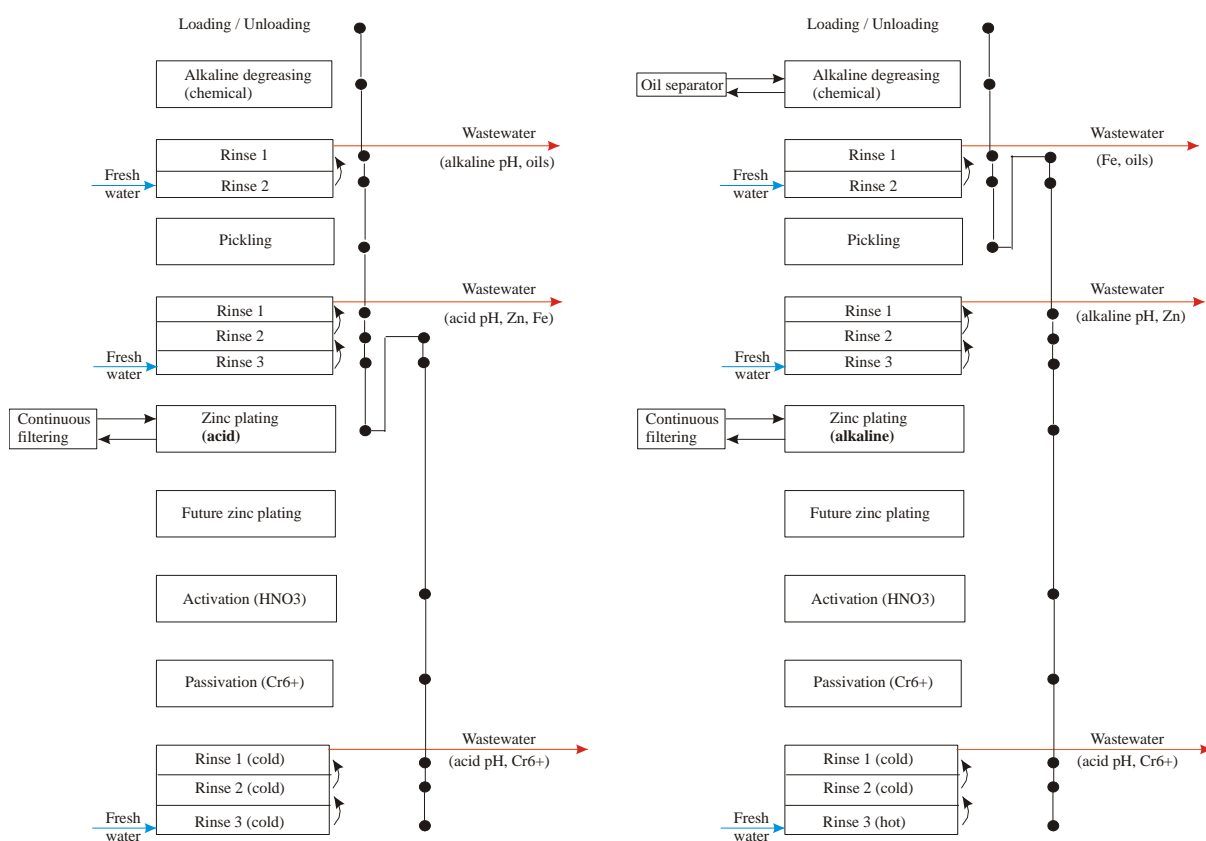 Loading / Unloading
Alkaline degreasing
(chemical)
Wastewater
(alkaline pH, oils)
Rinse 1
Rinse 2
Fresh
water
Pickling
Wastewater
(acid pH, Zn, Fe)
Rinse 1
Rinse 2
Rinse 3
Fresh
water
Continuous
filtering
Zinc plating
(acid)
Future zinc plating
Activation (HNO3)
Passivation (Cr6+)
Wastewater
(acid pH, Cr6+)
Rinse 1 (cold)
Rinse 2 (cold)
Rinse 3 (cold)
Fresh
water
Loading / Unloading
Oil separator
Alkaline degreasing
(chemical)
Wastewater
(Fe, oils)
Rinse 1
Rinse 2
Fresh
water
Pickling
Wastewater
(alkaline pH, Zn)
Rinse 1
Rinse 2
Rinse 3
Fresh
water
Continuous
filtering
Zinc plating
(alkaline)
Future zinc plating
Activation (HNO3)
Passivation (Cr6+)
Wastewater
(acid pH, Cr6+)
Rinse 1 (cold)
Rinse 2 (cold)
Rinse 3 (hot)
Fresh
water